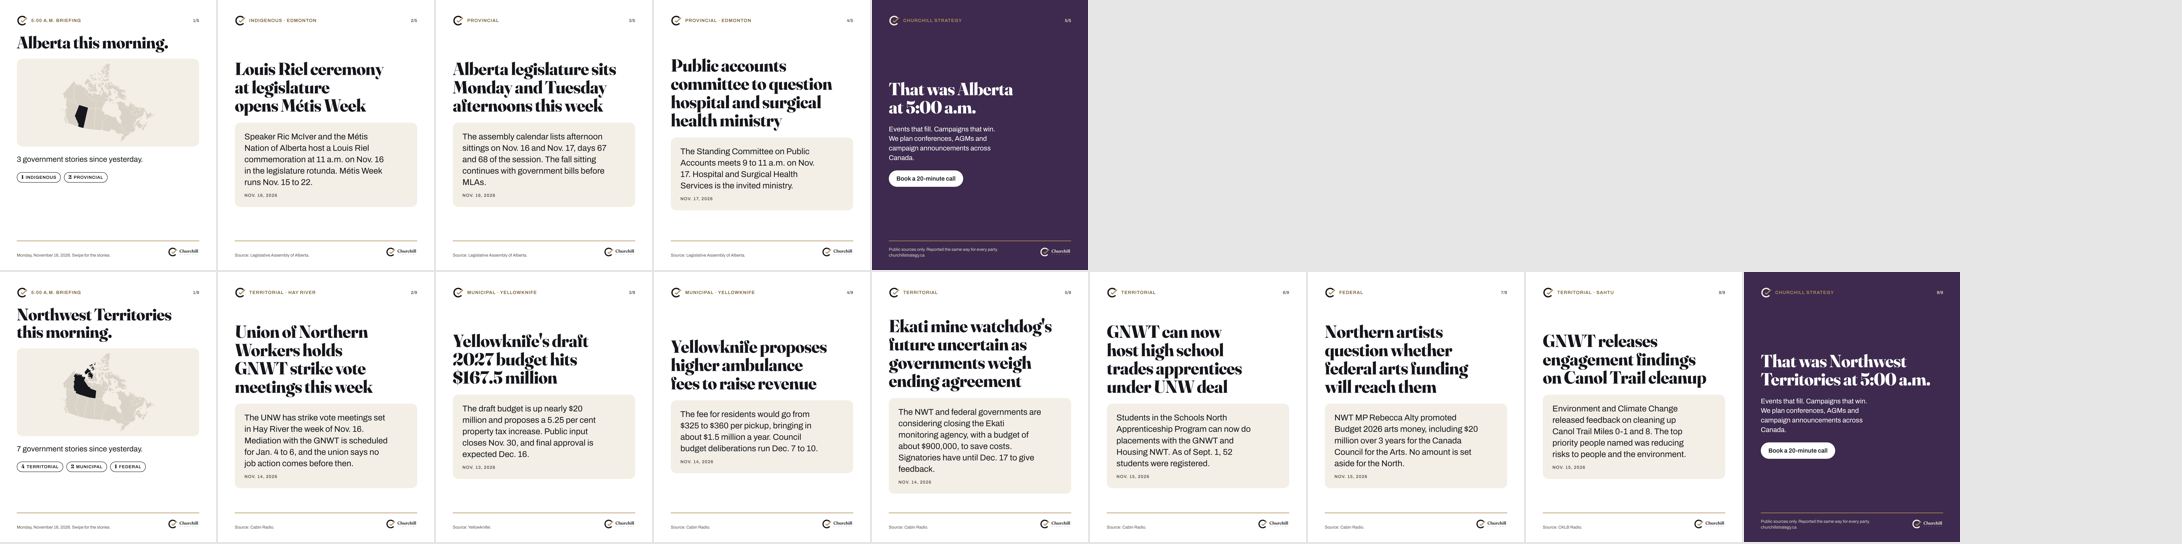 5:00 A.M. BRIEFING
1/5
Alberta this morning.
3 government stories since yesterday.
1 INDIGENOUS
2 PROVINCIAL
Monday, November 16, 2026. Swipe for the stories.
Churchill
INDIGENOUS · EDMONTON
2/5
Louis Riel ceremony
at legislature
opens Métis Week
Speaker Ric McIver and the Métis
Nation of Alberta host a Louis Riel
commemoration at 11 a.m. on Nov. 16
in the legislature rotunda. Métis Week
runs Nov. 15 to 22.
NOV. 16, 2026
Source: Legislative Assembly of Alberta.
Churchill
PROVINCIAL
3/5
Alberta legislature sits
Monday and Tuesday
afternoons this week
The assembly calendar lists afternoon
sittings on Nov. 16 and Nov. 17, days 67
and 68 of the session. The fall sitting
continues with government bills before
MLAs.
NOV. 16, 2026
Source: Legislative Assembly of Alberta.
Churchill
PROVINCIAL · EDMONTON
4/5
Public accounts
committee to question
hospital and surgical
health ministry
The Standing Committee on Public
Accounts meets 9 to 11 a.m. on Nov.
17. Hospital and Surgical Health
Services is the invited ministry.
NOV. 17, 2026
Source: Legislative Assembly of Alberta.
Churchill
CHURCHILL STRATEGY
5/5
That was Alberta
at 5:00 a.m.
Events that fill. Campaigns that win.
We plan conferences, AGMs and
campaign announcements across
Canada.
Book a 20-minute call
Public sources only. Reported the same way for every party.
churchillstrategy.ca
Churchill
5:00 A.M. BRIEFING
1/9
Northwest Territories
this morning.
7 government stories since yesterday.
4 TERRITORIAL
2 MUNICIPAL
1 FEDERAL
Monday, November 16, 2026. Swipe for the stories.
Churchill
TERRITORIAL · HAY RIVER
2/9
Union of Northern
Workers holds
GNWT strike vote
meetings this week
The UNW has strike vote meetings set
in Hay River the week of Nov. 16.
Mediation with the GNWT is scheduled
for Jan. 4 to 6, and the union says no
job action comes before then.
NOV. 14, 2026
Source: Cabin Radio.
Churchill
MUNICIPAL · YELLOWKNIFE
3/9
Yellowknife's draft
2027 budget hits
$167.5 million
The draft budget is up nearly $20
million and proposes a 5.25 per cent
property tax increase. Public input
closes Nov. 30, and final approval is
expected Dec. 16.
NOV. 13, 2026
Source: Yellowknife.
Churchill
MUNICIPAL · YELLOWKNIFE
4/9
Yellowknife proposes
higher ambulance
fees to raise revenue
The fee for residents would go from
$325 to $360 per pickup, bringing in
about $1.5 million a year. Council
budget deliberations run Dec. 7 to 10.
NOV. 14, 2026
Source: Cabin Radio.
Churchill
TERRITORIAL
5/9
Ekati mine watchdog's
future uncertain as
governments weigh
ending agreement
The NWT and federal governments are
considering closing the Ekati
monitoring agency, with a budget of
about $900,000, to save costs.
Signatories have until Dec. 17 to give
feedback.
NOV. 14, 2026
Source: Cabin Radio.
Churchill
TERRITORIAL
6/9
GNWT can now
host high school
trades apprentices
under UNW deal
Students in the Schools North
Apprenticeship Program can now do
placements with the GNWT and
Housing NWT. As of Sept. 1, 52
students were registered.
NOV. 15, 2026
Source: Cabin Radio.
Churchill
FEDERAL
7/9
Northern artists
question whether
federal arts funding
will reach them
NWT MP Rebecca Alty promoted
Budget 2026 arts money, including $20
million over 3 years for the Canada
Council for the Arts. No amount is set
aside for the North.
NOV. 15, 2026
Source: Cabin Radio.
Churchill
TERRITORIAL · SAHTU
8/9
GNWT releases
engagement findings
on Canol Trail cleanup
Environment and Climate Change
released feedback on cleaning up
Canol Trail Miles 0-1 and 8. The top
priority people named was reducing
risks to people and the environment.
NOV. 15, 2026
Source: CKLB Radio.
Churchill
CHURCHILL STRATEGY
9/9
That was Northwest
Territories at 5:00 a.m.
Events that fill. Campaigns that win.
We plan conferences, AGMs and
campaign announcements across
Canada.
Book a 20-minute call
Public sources only. Reported the same way for every party.
churchillstrategy.ca
Churchill